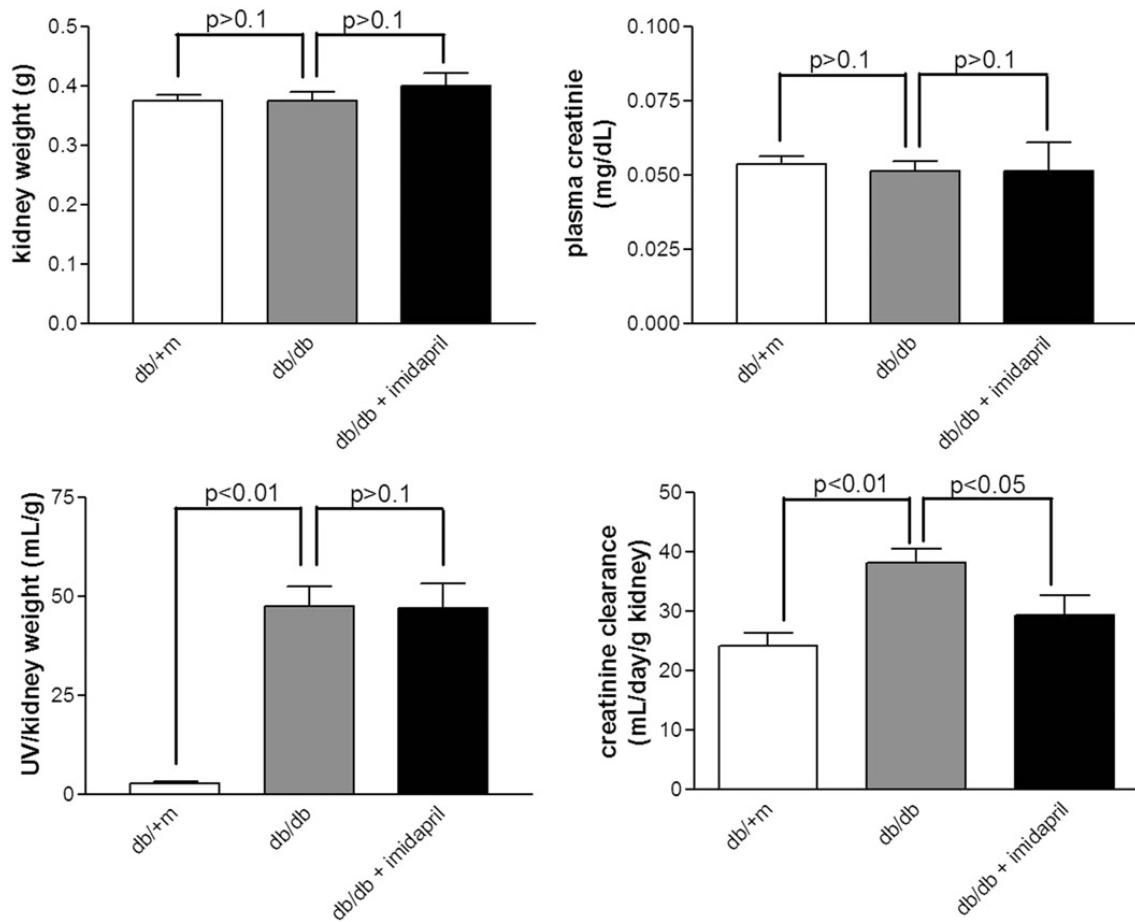 p>0.1 p>0.1
kidney weight (g)
0.5
0.4
0.3
0.2
0.1
0.0
db/+m
db/db
db/db + imidapril
p>0.1 p>0.1
plasma creatinie
(mg/dL)
0.100
0.075
0.050
0.025
0.000
db/+m
db/db
db/db + imidapril
p<0.01 p>0.1
UV/kidney weight (mL/g)
75
50
25
0
db/+m
db/db
db/db + imidapril
p<0.01 p<0.05
creatinine clearance
(mL/day/g kidney)
50
40
30
20
10
0
db/+m
db/db
db/db + imidapril